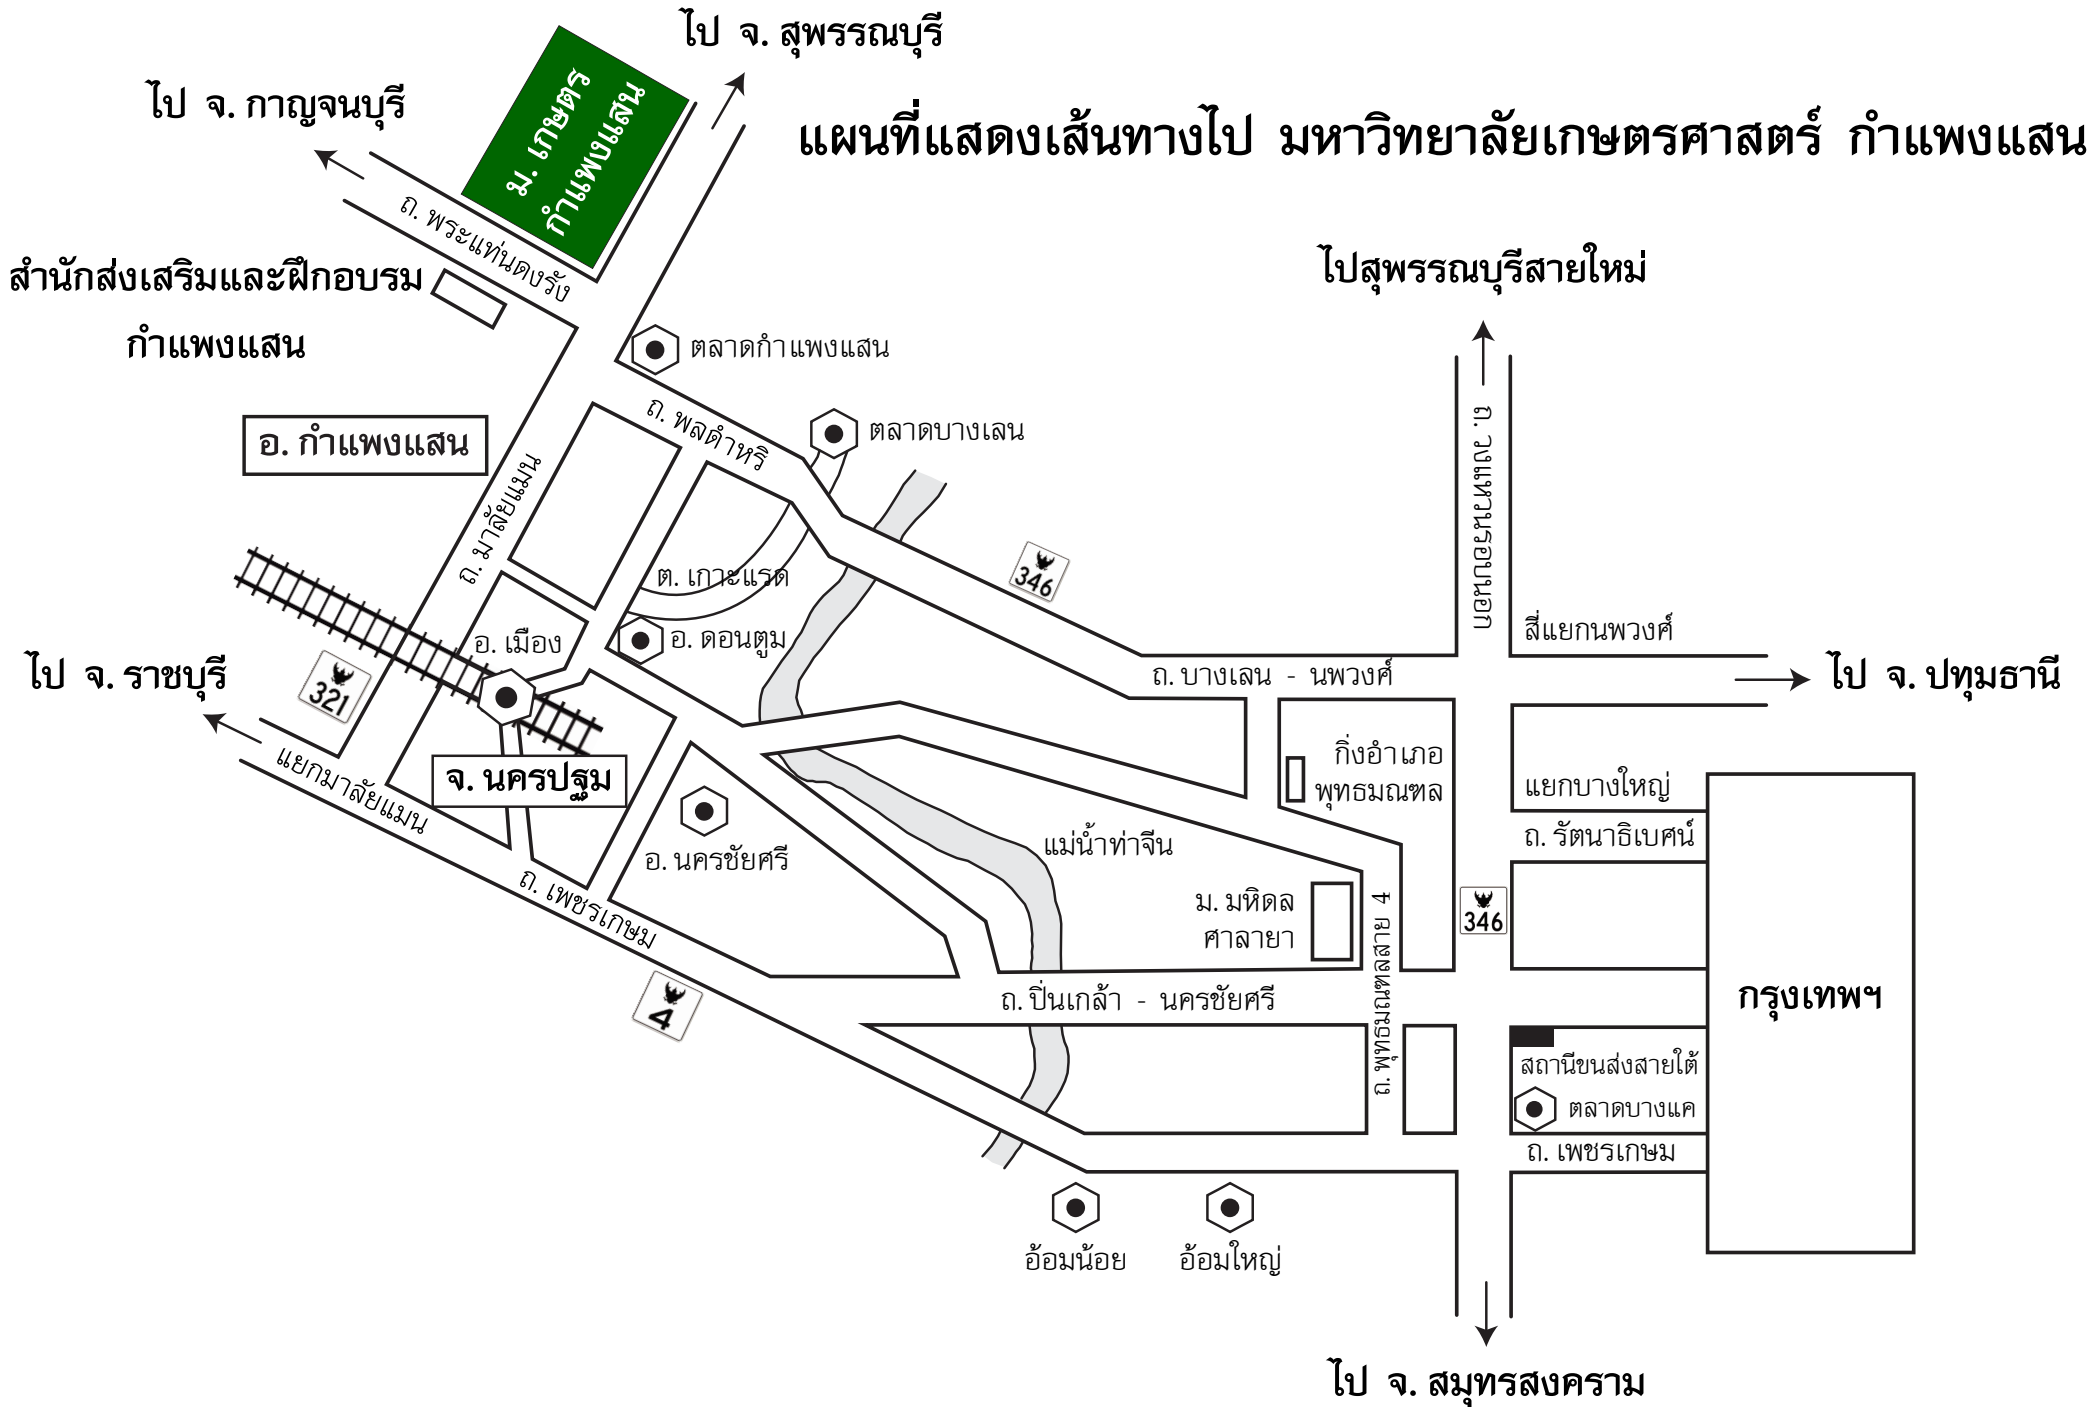 ไป จ. สุพรรณบุรี
ไป จ. กาญจนบุรี
ม. เกษตร
กำแพงแสน
แผนที่แสดงเส้นทางไป มหาวิทยาลัยเกษตรศาสตร์ กำแพงแสน
ถ. พระแท่นดงรัง
สำนักส่งเสริมและฝึกอบรม
กำแพงแสน
ไปสุพรรณบุรีสายใหม่
ตลาดกำแพงแสน
ถ. พลดำหริ
ตลาดบางเลน
อ. กำแพงแสน
ถ. มาลัยแมน
ถ. วงแหวนรอบนอก
ต. เกาะแรด
346
อ. เมือง
อ. ดอนตูม
สี่แยกนพวงศ์
ไป จ. ราชบุรี
321
ถ. บางเลน - นพวงศ์
ไป จ. ปทุมธานี
แยกมาลัยแมน
จ. นครปฐม
กิ่งอำเภอ
พุทธมณฑล
แยกบางใหญ่
ถ. รัตนาธิเบศน์
อ. นครชัยศรี
แม่น้ำท่าจีน
ถ. เพชรเกษม
ม. มหิดล
ศาลายา
ถ. พุทธมณฑลสาย 4
346
4
ถ. ปิ่นเกล้า - นครชัยศรี
กรุงเทพฯ
สถานีขนส่งสายใต้
ตลาดบางแค
ถ. เพชรเกษม
อ้อมน้อย
อ้อมใหญ่
ไป จ. สมุทรสงคราม